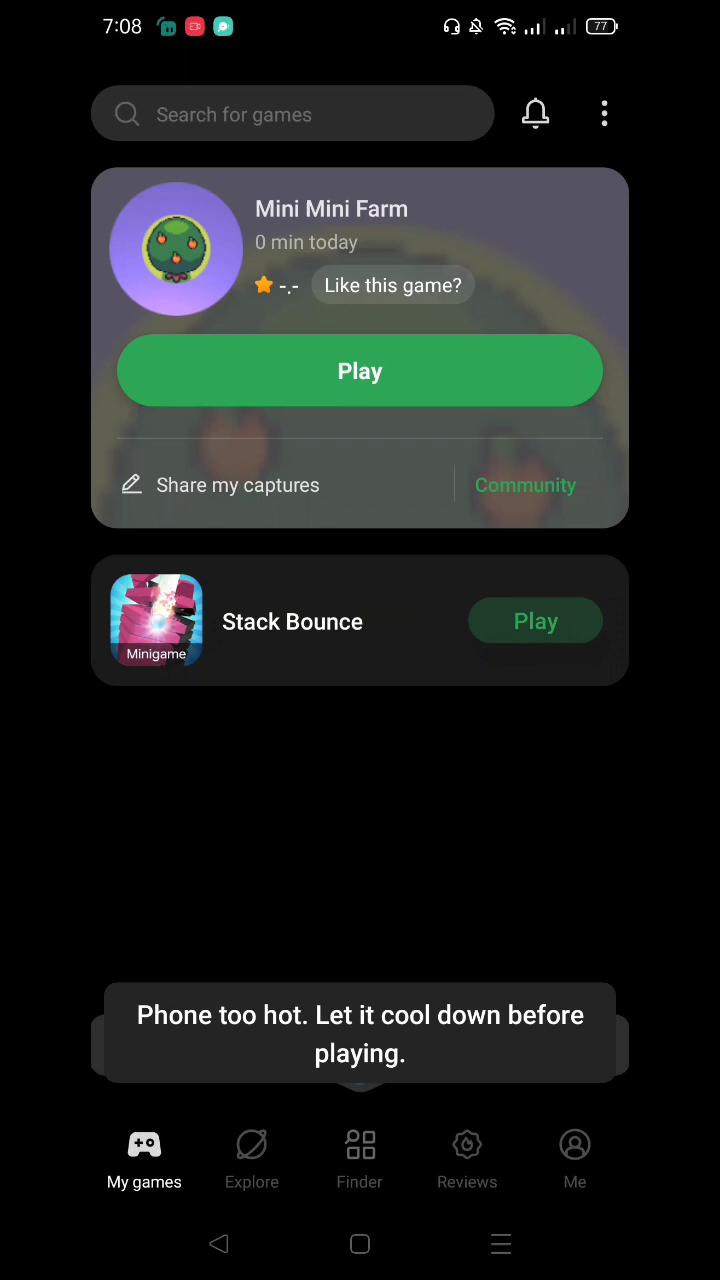 7:08
77
Search for games
Mini Mini Farm
0 min today
-.- Like this game?
Play
Share my captures
Community
Minigame
Stack Bounce
Play
Phone too hot. Let it cool down before
playing.
My games
Explore
Finder
Reviews
Me